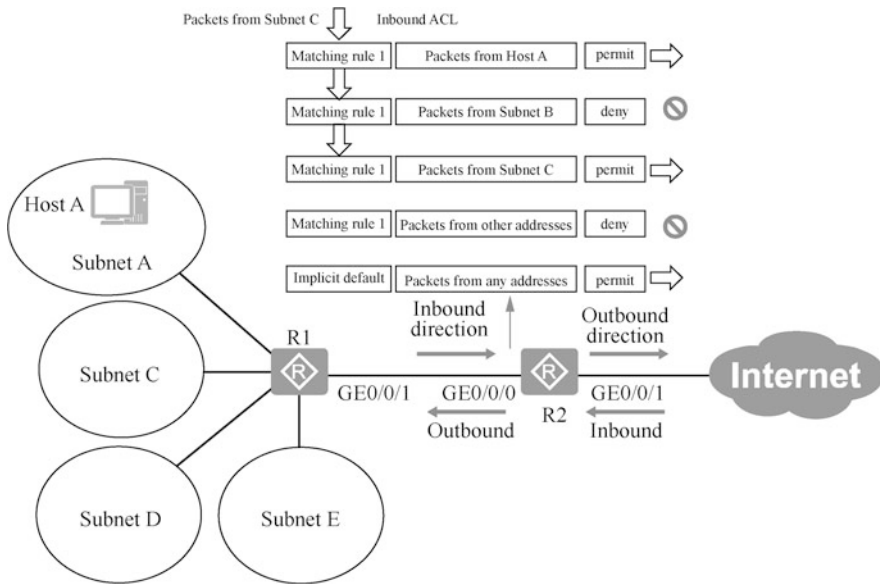 Packets from Subnet C Inbound ACL
Matching rule 1 Packets from Host A permit
Matching rule 1 Packets from Subnet B deny
Matching rule 1 Packets from Subnet C permit
Matching rule 1 Packets from other addresses deny
Implicit default Packets from any addresses permit
Host A
Subnet A
Subnet C
Subnet D
Subnet E
R1
R
GE0/0/1
Inbound
direction
GE0/0/0
Outbound
R
R2
Outbound
direction
GE0/0/1
Inbound
Internet